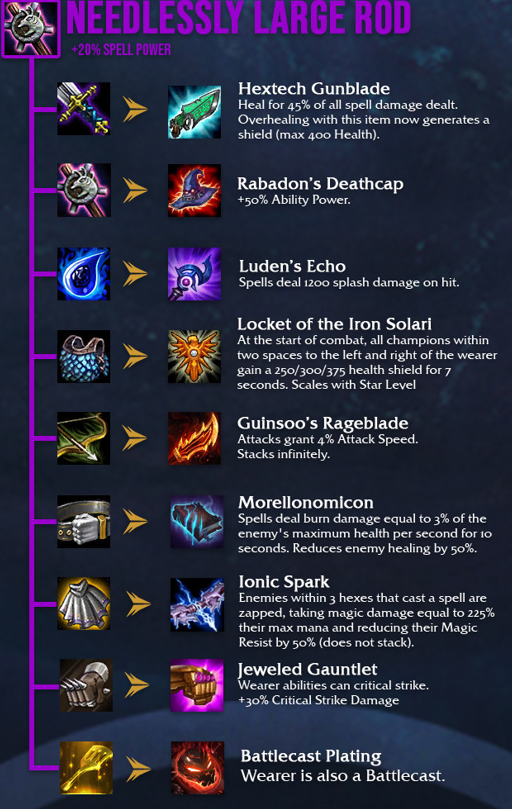 NEEDLESSLY LARGE ROD
+20% SPELL POWER
Hextech Gunblade
Heal for 45% of all spell damage dealt.
Overhealing with this item now generates a
shield (max 400 Health).
Rabadon's Deathcap
+50% Ability Power.
Luden's Echo
Spells deal 1200 splash damage on hit.
Locket of the Iron Solari
At the start of combat, all champions within
two spaces to the left and right of the wearer
gain a 250/300/375 health shield for 7
seconds. Scales with Star Level
Guinsoo's Rageblade
Attacks grant 4% Attack Speed.
Stacks infinitely.
Morellonomicon
Spells deal burn damage equal to 3% of the
enemy's maximum health per second for 10
seconds. Reduces enemy healing by 50%.
Ionic Spark
Enemies within 3 hexes that cast a spell are
zapped, taking magic damage equal to 225%
their max mana and reducing their Magic
Resist by 50% (does not stack).
Jeweled Gauntlet
Wearer abilities can critical strike.
+30% Critical Strike Damage
Battlecast Plating
Wearer is also a Battlecast.